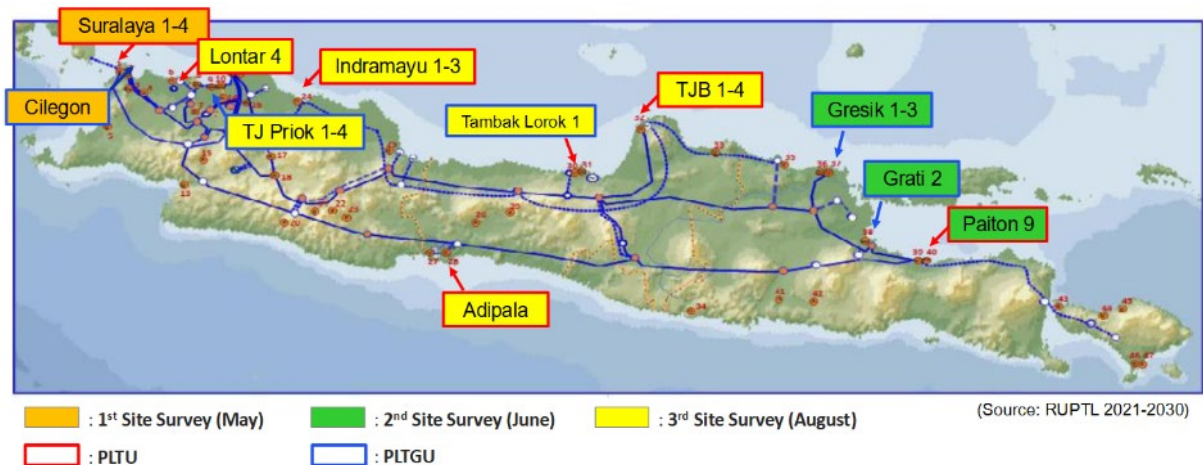 Suralaya 1-4
Lontar 4
Indramayu 1-3
TJB 1-4
Gresik 1-3
Cilegon
TJ Priok 1-4
Tambak Lorok 1
Grati 2
Paiton 9
Adipala
: 1st Site Survey (May)
: 2nd Site Survey (June)
: 3rd Site Survey (August)
(Source: RUPTL 2021-2030)
: PLTU
: PLTGU